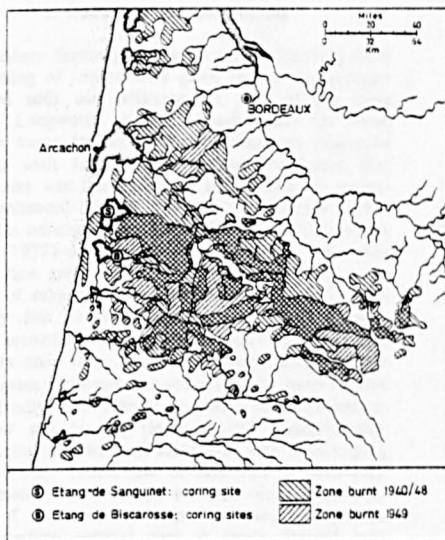 Miles
0 20 40
0 32 64
Km
BORDEAUX
Arcachon
S
B
S Etang de Sanguinet: coring site
B Etang de Biscarosse: coring sites
Zone burnt 1940/48
Zone burnt 1949